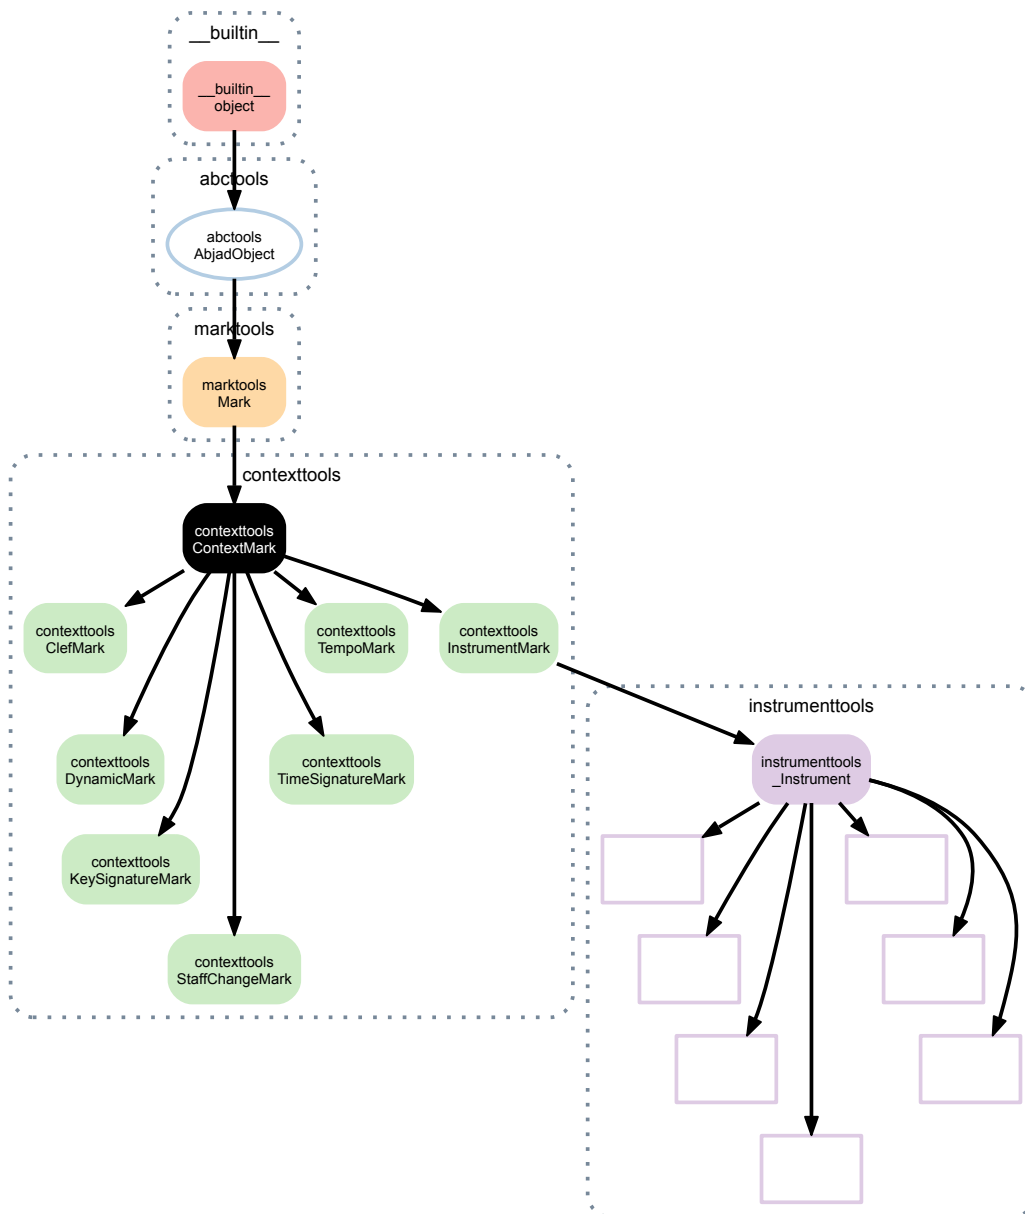 __builtin__
__builtin__
object
abctools
abctools
AbjadObject
marktools
marktools
Mark
contexttools
contexttools
ContextMark
contexttools
ClefMark
contexttools
TempoMark
contexttools
InstrumentMark
instrumenttools
contexttools
DynamicMark
contexttools
TimeSignatureMark
instrumenttools
_Instrument
contexttools
KeySignatureMark
contexttools
StaffChangeMark